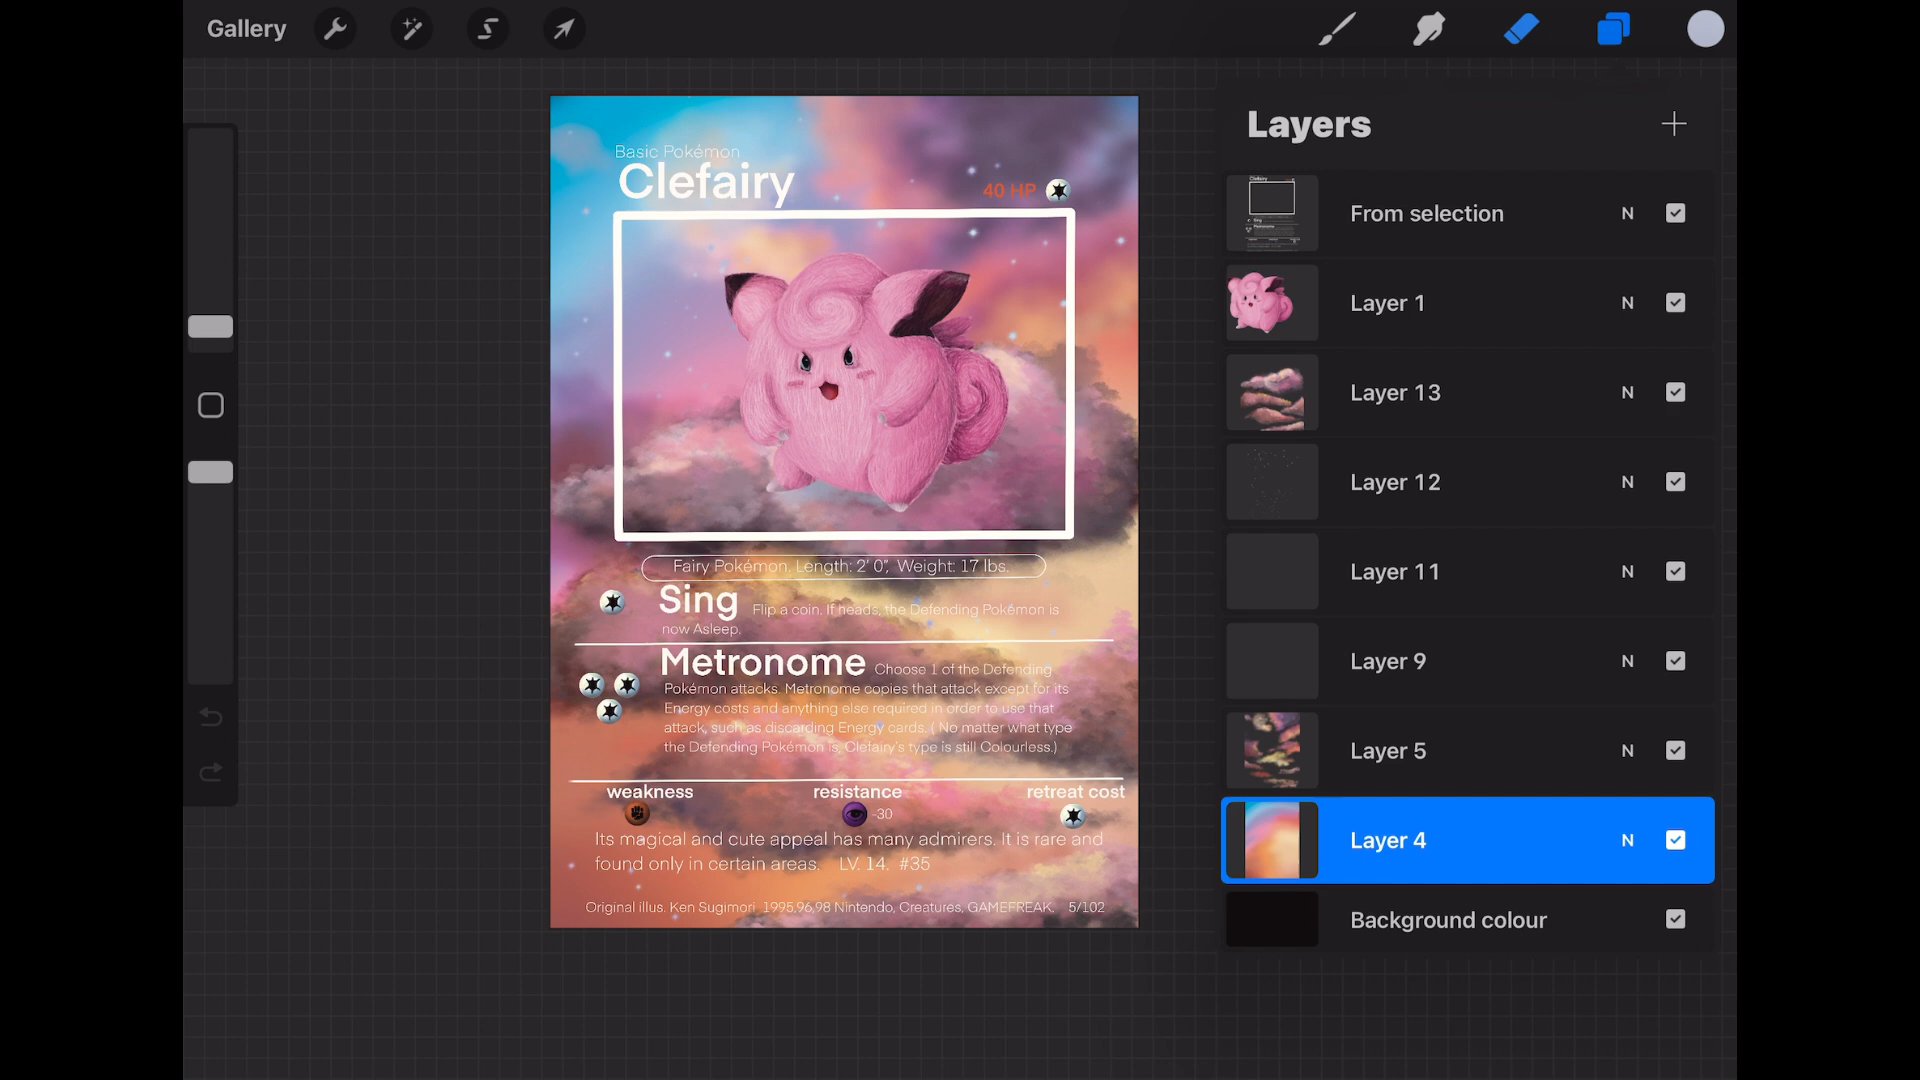 Gallery
Layers
Basic Pokémon
Clefairy
40 HP
Fairy Pokémon. Length: 2' 0", Weight: 17 lbs.
Sing Flip a coin. If heads, the Defending Pokémon is
now Asleep.
Metronome Choose 1 of the Defending
Pokémon attacks. Metronome copies that attack except for its
Energy costs and anything else required in order to use that
attack, such as discarding Energy cards. ( No matter what type
the Defending Pokémon is, Clefairy's type is still Colourless.)
weakness resistance retreat cost
-30
Its magical and cute appeal has many admirers. It is rare and
found only in certain areas. LV. 14. #35
Original illus. Ken Sugimori 1995,96,98 Nintendo, Creatures, GAMEFREAK. 5/102
From selection N
Layer 1 N
Layer 13 N
Layer 12 N
Layer 11 N
Layer 9 N
Layer 5 N
Layer 4 N
Background colour